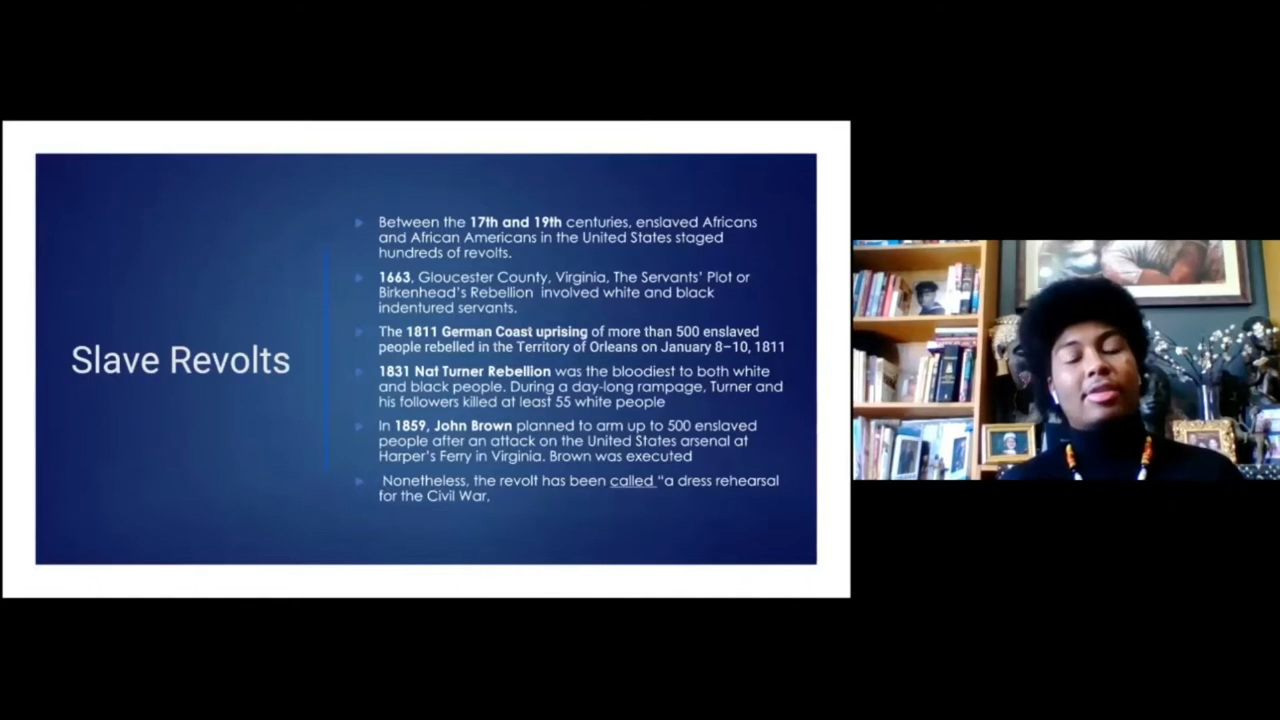 Slave Revolts
Between the 17th and 19th centuries, enslaved Africans
and African Americans in the United States staged
hundreds of revolts.
1663, Gloucester County, Virginia, The Servants' Plot or
Birkenhead's Rebellion involved white and black
indentured servants.
The 1811 German Coast uprising of more than 500 enslaved
people rebelled in the Territory of Orleans on January 8–10, 1811
1831 Nat Turner Rebellion was the bloodiest to both white
and black people. During a day-long rampage, Turner and
his followers killed at least 55 white people
In 1859, John Brown planned to arm up to 500 enslaved
people after an attack on the United States arsenal at
Harper's Ferry in Virginia. Brown was executed
Nonetheless, the revolt has been called "a dress rehearsal
for the Civil War,